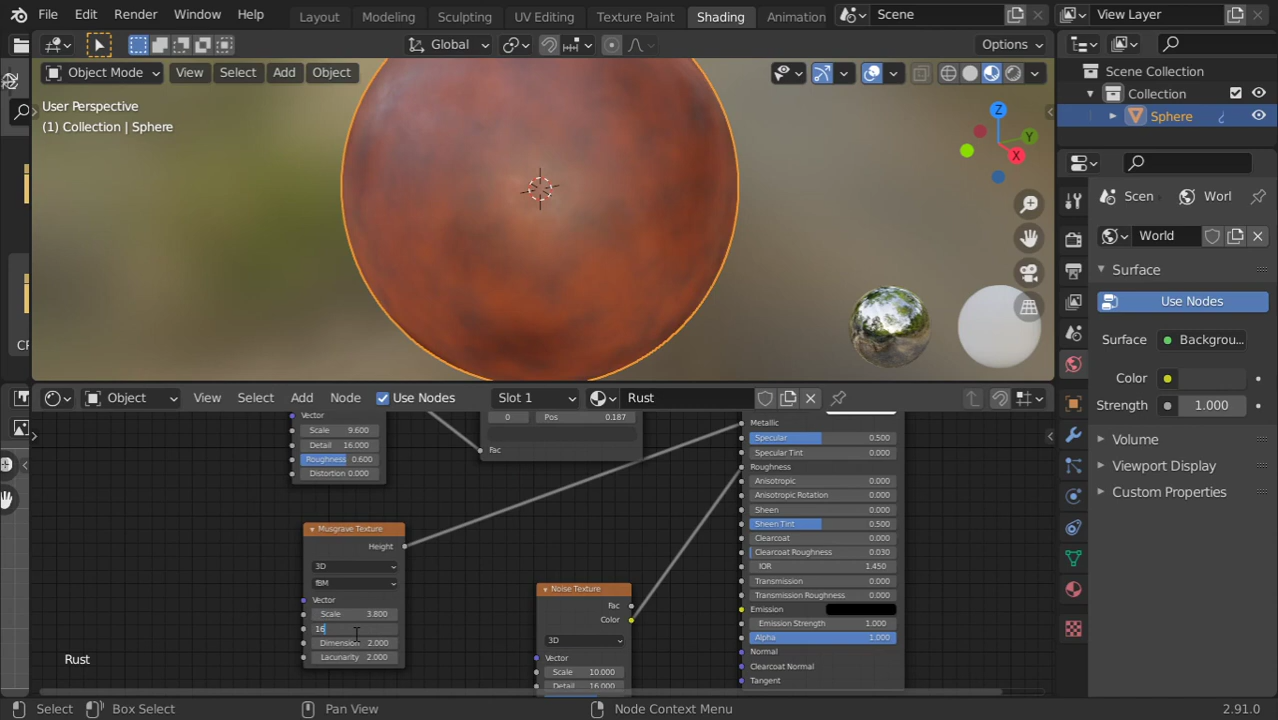 File Edit Render Window Help Layout Modeling Sculpting UV Editing Texture Paint Shading Animation Scene View Layer
Global Options
Object Mode View Select Add Object
User Perspective
(1) Collection | Sphere
Z
Y
X
Scene Collection
Collection
Sphere
Scen Worl
World
Surface
Use Nodes
Surface Backgrou...
Color
Strength 1.000
Volume
Viewport Display
Custom Properties
Object View Select Add Node Use Nodes Slot 1 Rust
Vector
Scale 9.600
Detail 16.000
Roughness 0.600
Distortion 0.000
0 Pos 0.187
Fac
Musgrave Texture
Height
3D
fBM
Vector
Scale 3.800
16
Dimension 2.000
Lacunarity 2.000
Noise Texture
Fac
Color
3D
Vector
Scale 10.000
Detail 16.000
Metallic
Specular 0.500
Specular Tint 0.000
Roughness
Anisotropic 0.000
Anisotropic Rotation 0.000
Sheen 0.000
Sheen Tint 0.500
Clearcoat 0.000
Clearcoat Roughness 0.030
IOR 1.450
Transmission 0.000
Transmission Roughness 0.000
Emission
Emission Strength 1.000
Alpha 1.000
Normal
Clearcoat Normal
Tangent
Rust
Select Box Select Pan View Node Context Menu 2.91.0